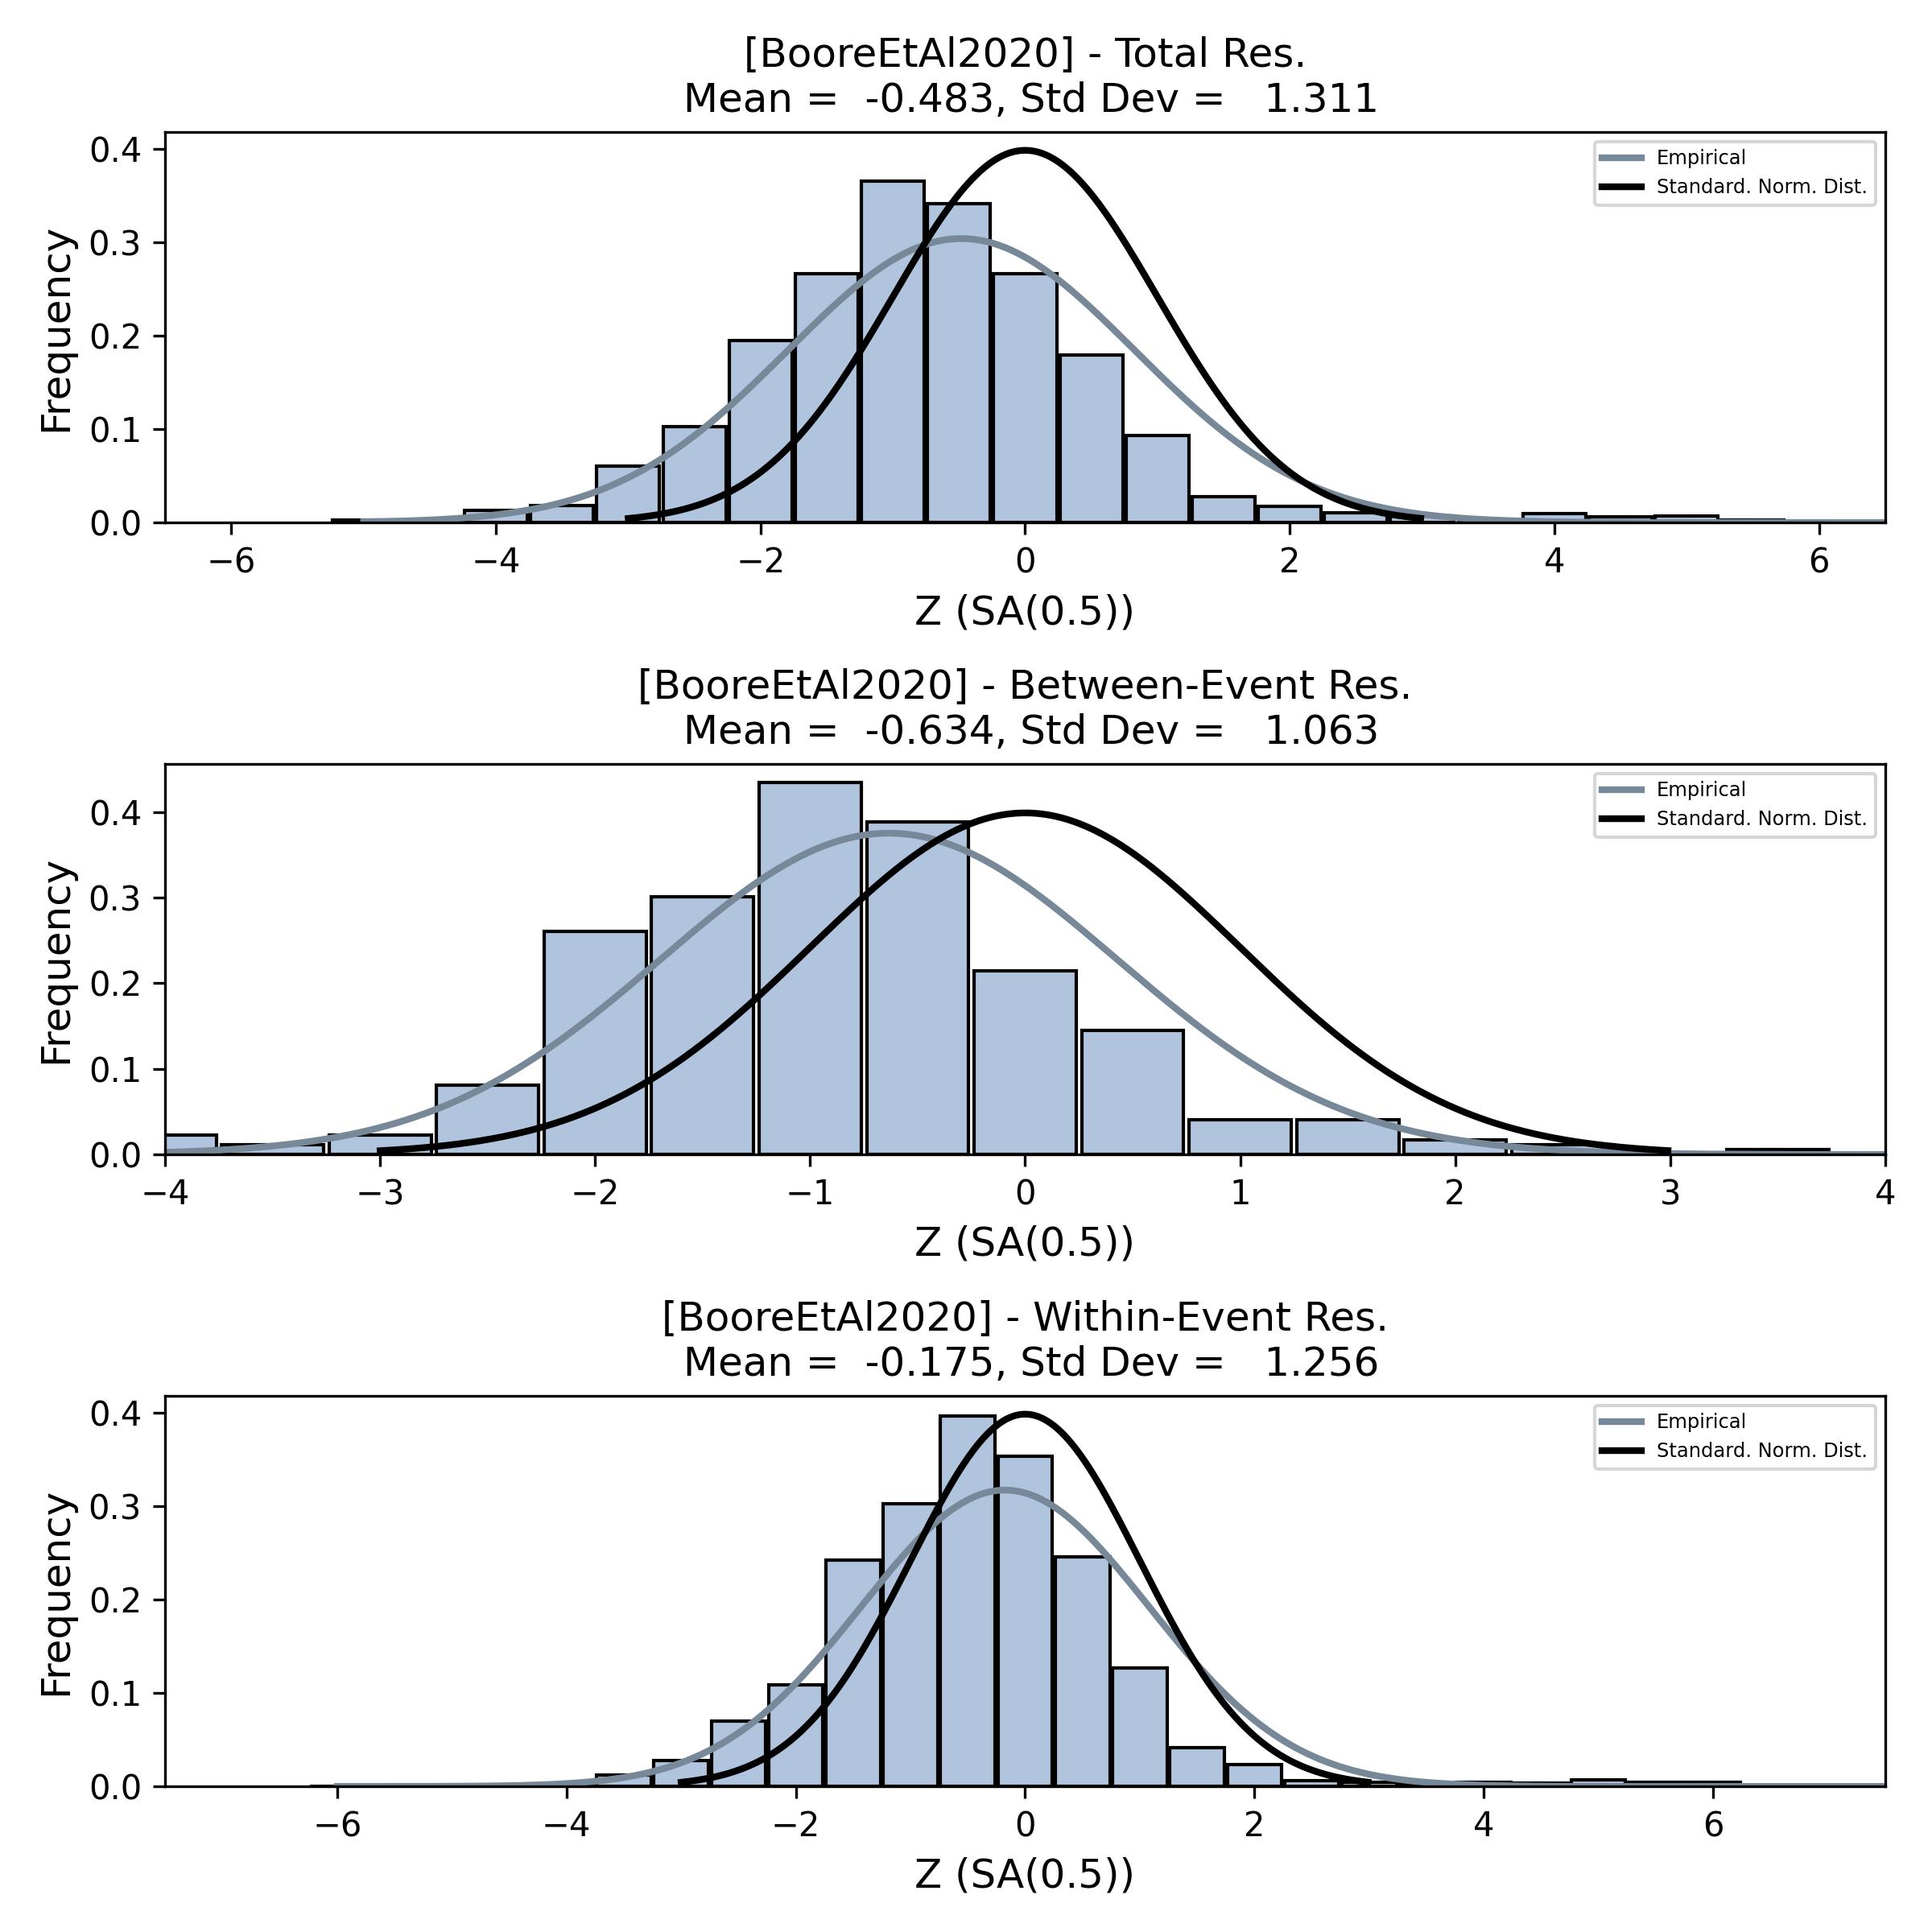 [BooreEtAl2020] - Total Res.
Mean =  -0.483, Std Dev =   1.311
Empirical
Standard. Norm. Dist.
Frequency
0.4
0.3
0.2
0.1
0.0
−6 −4 −2 0 2 4 6
Z (SA(0.5))
[BooreEtAl2020] - Between-Event Res.
Mean =  -0.634, Std Dev =   1.063
Empirical
Standard. Norm. Dist.
Frequency
0.4
0.3
0.2
0.1
0.0
−4 −3 −2 −1 0 1 2 3 4
Z (SA(0.5))
[BooreEtAl2020] - Within-Event Res.
Mean =  -0.175, Std Dev =   1.256
Empirical
Standard. Norm. Dist.
Frequency
0.4
0.3
0.2
0.1
0.0
−6 −4 −2 0 2 4 6
Z (SA(0.5))